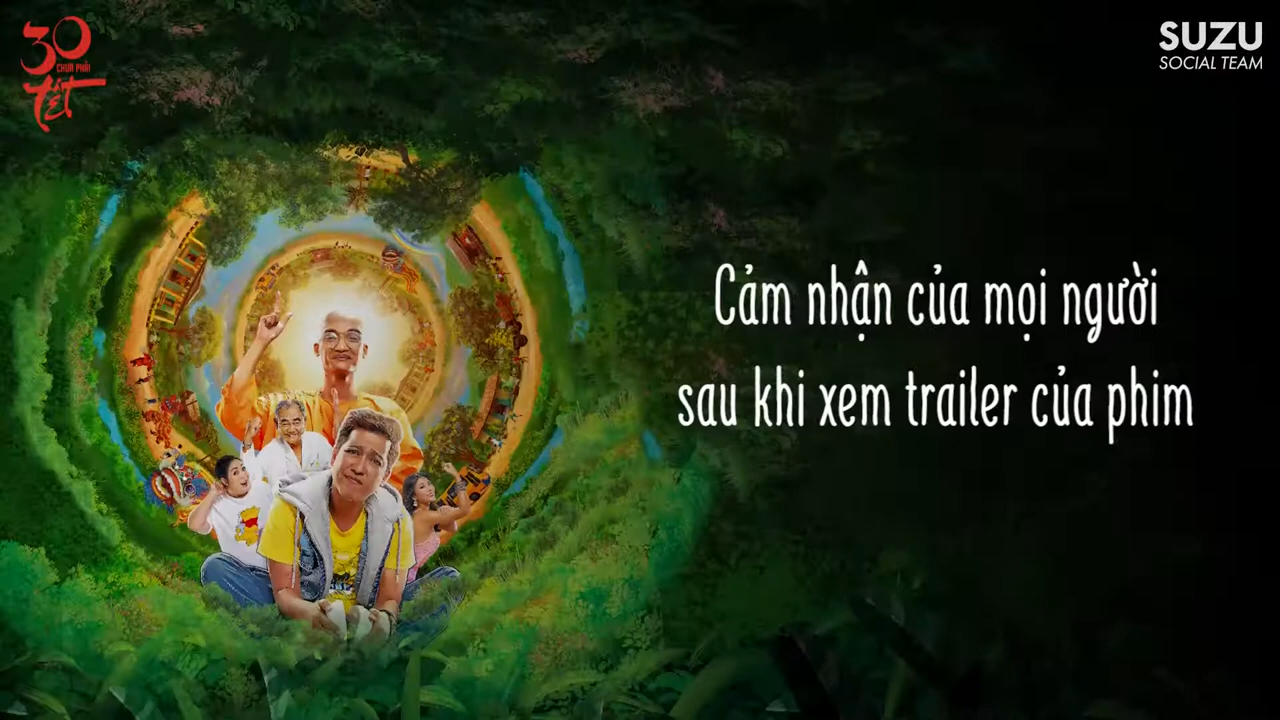 30
CHƯA PHẢI
TẾT
SUZU
SOCIAL TEAM
Cảm nhận của mọi người
sau khi xem trailer của phim